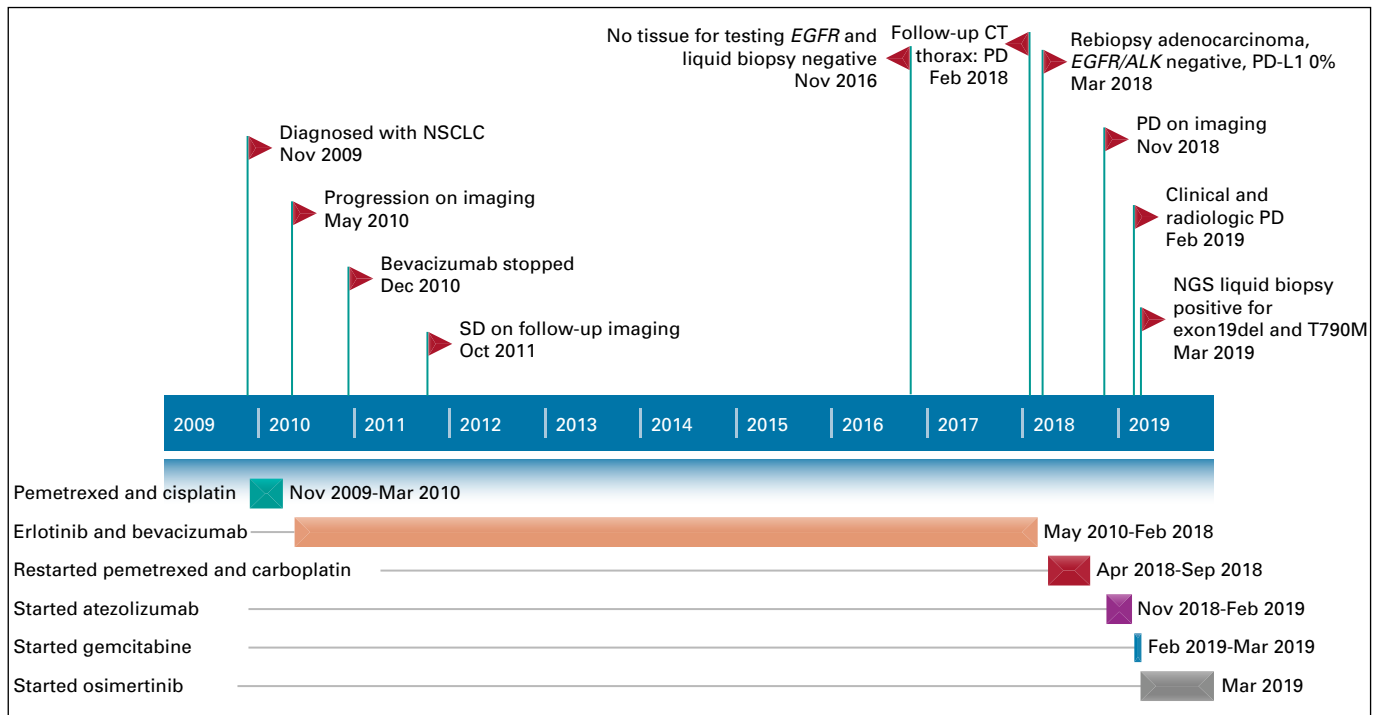 No tissue for testing EGFR and
liquid biopsy negative
Nov 2016
Follow-up CT
thorax: PD
Feb 2018
Rebiopsy adenocarcinoma,
EGFR/ALK negative, PD-L1 0%
Mar 2018
Diagnosed with NSCLC
Nov 2009
PD on imaging
Nov 2018
Progression on imaging
May 2010
Clinical and
radiologic PD
Feb 2019
Bevacizumab stopped
Dec 2010
NGS liquid biopsy
positive for
exon19del and T790M
Mar 2019
SD on follow-up imaging
Oct 2011
2009 2010 2011 2012 2013 2014 2015 2016 2017 2018 2019
Pemetrexed and cisplatin Nov 2009-Mar 2010
Erlotinib and bevacizumab May 2010-Feb 2018
Restarted pemetrexed and carboplatin Apr 2018-Sep 2018
Started atezolizumab Nov 2018-Feb 2019
Started gemcitabine Feb 2019-Mar 2019
Started osimertinib Mar 2019